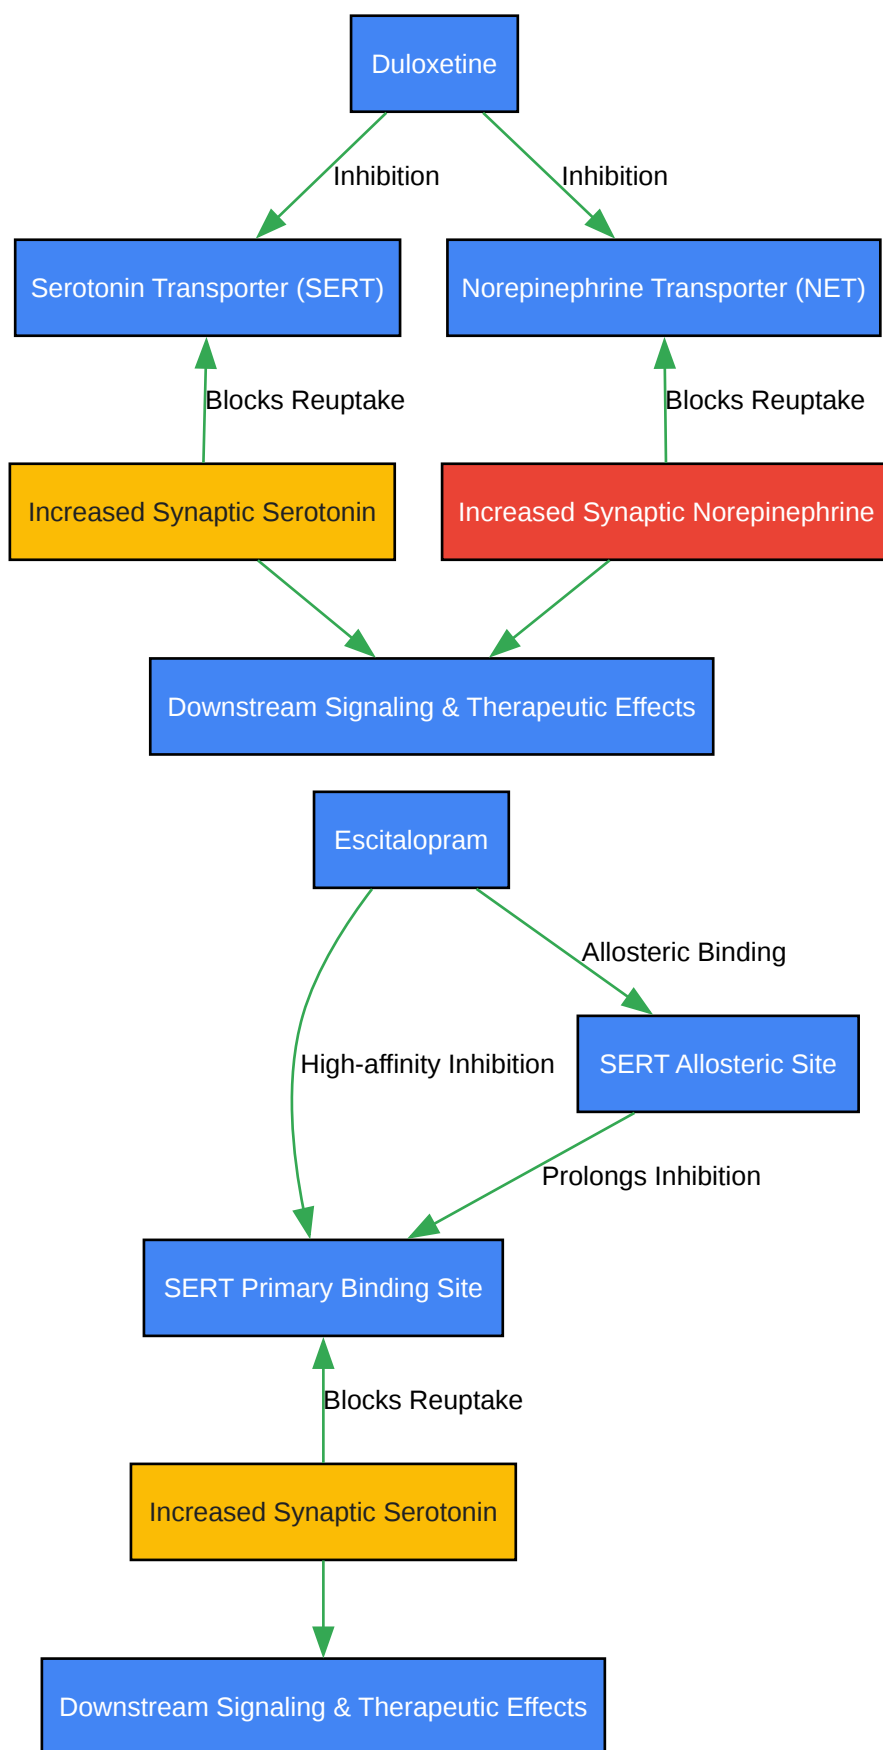 Duloxetine
Inhibition
Inhibition
Serotonin Transporter (SERT)
Norepinephrine Transporter (NET)
Blocks Reuptake
Blocks Reuptake
Increased Synaptic Serotonin
Increased Synaptic Norepinephrine
Downstream Signaling & Therapeutic Effects
Escitalopram
Allosteric Binding
High-affinity Inhibition
SERT Allosteric Site
Prolongs Inhibition
SERT Primary Binding Site
Blocks Reuptake
Increased Synaptic Serotonin
Downstream Signaling & Therapeutic Effects